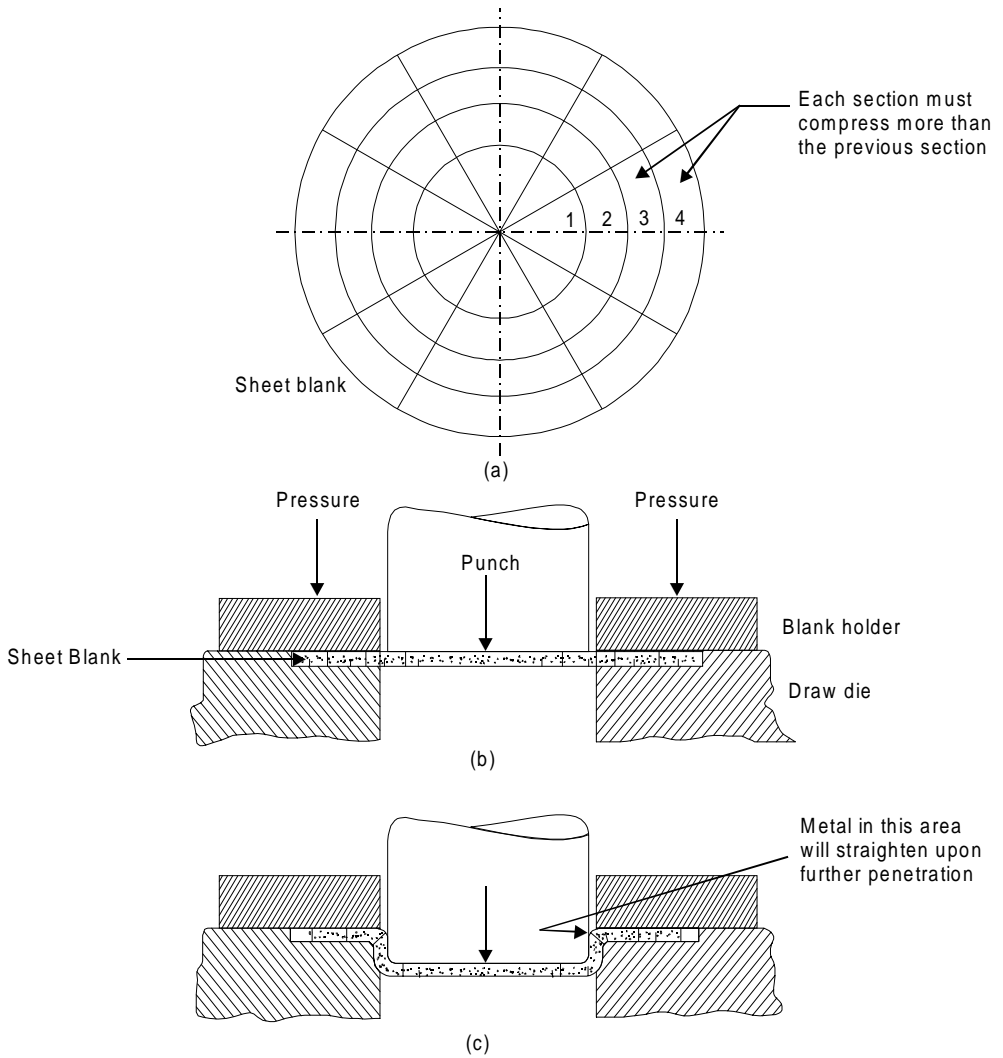 Each section must
compress more than
the previous section
1 2 3 4
Sheet blank
(a)
Pressure
Pressure
Punch
Blank holder
Sheet Blank
Draw die
(b)
Metal in this area
will straighten upon
further penetration
(c)